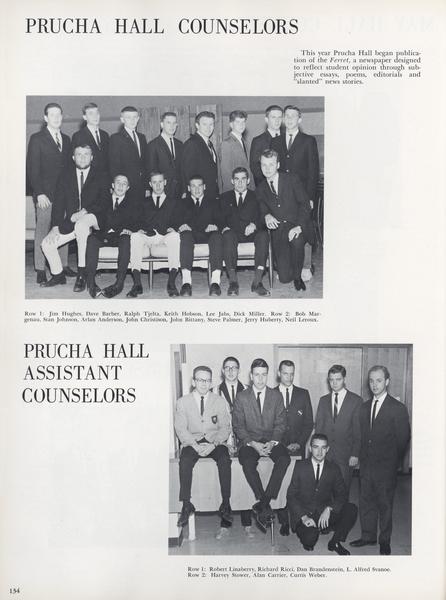 PRUCHA HALL COUNSELORS
This year Prucha Hall began publica-
tion of the Ferret, a newspaper designed
to reflect student opinion through sub-
jective essays, poems, editorials and
"slanted" news stories.
Row 1: Jim Hughes, Dave Barber, Ralph Tjelta, Keith Hobson, Lee Jahs, Dick Miller. Row 2: Bob Mar-
genau, Stan Johnson, Arlan Anderson, John Christison, John Bittany, Steve Palmer, Jerry Huberty, Neil Leroux.
PRUCHA HALL
ASSISTANT
COUNSELORS
Row 1: Robert Linaberry, Richard Ricci, Dan Brandenstein, L. Alfred Svanoe.
Row 2: Harvey Stower, Alan Carrier, Curtis Weber.
134